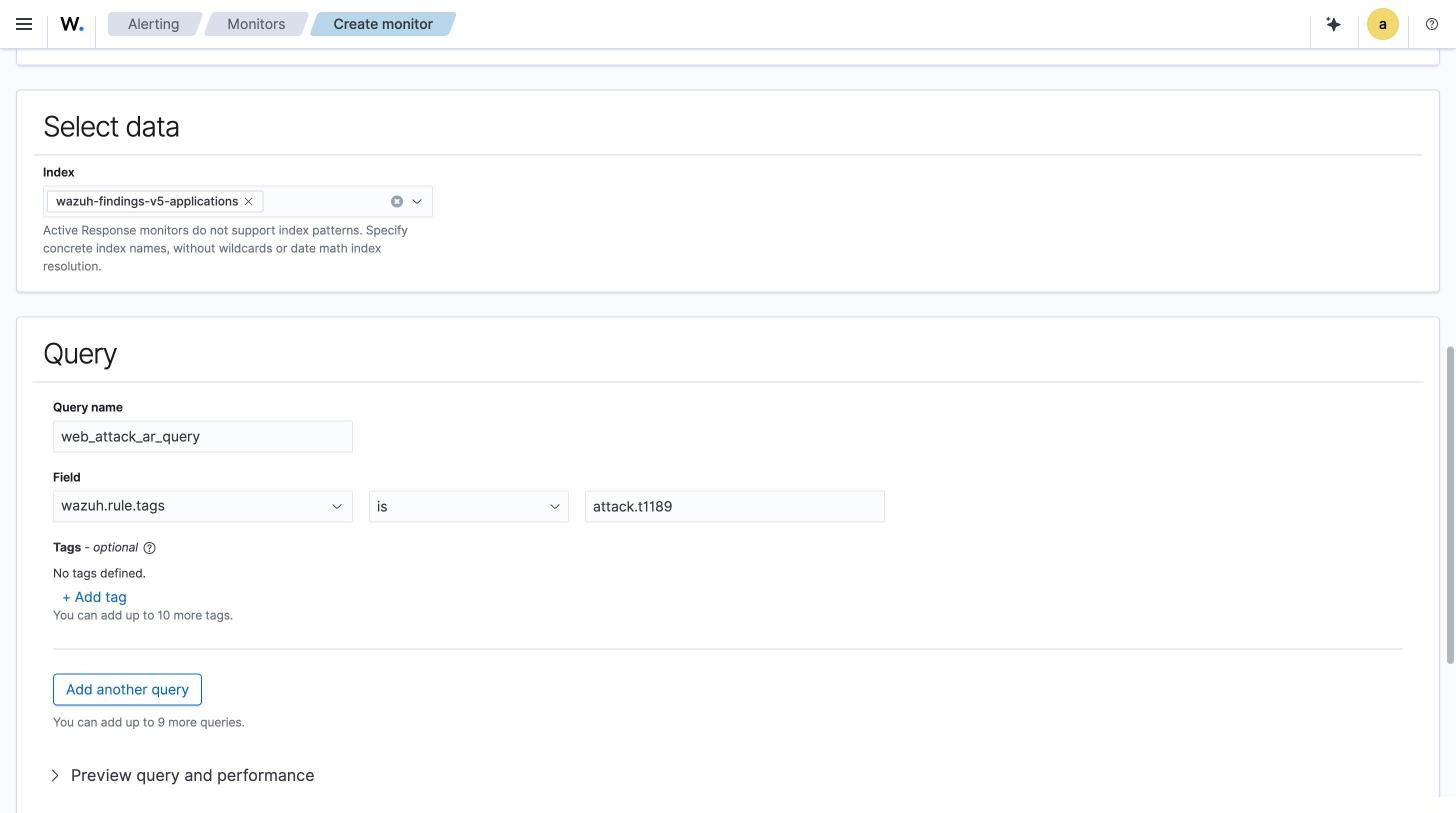 W. Alerting Monitors Create monitor a
Select data
Index
wazuh-findings-v5-applications
Active Response monitors do not support index patterns. Specify
concrete index names, without wildcards or date math index
resolution.
Query
Query name
web_attack_ar_query
Field
wazuh.rule.tags is attack.t1189
Tags - optional
No tags defined.
+ Add tag
You can add up to 10 more tags.
Add another query
You can add up to 9 more queries.
Preview query and performance